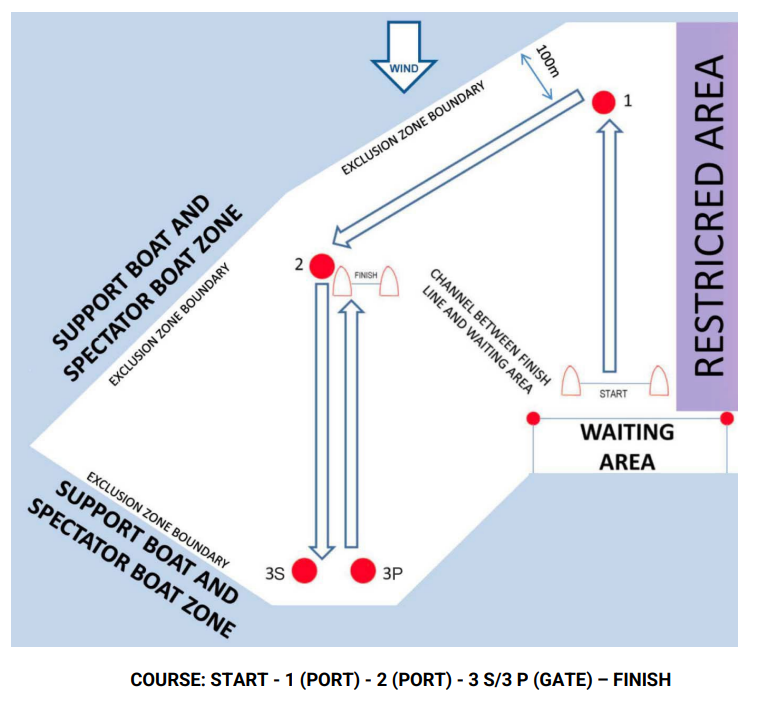 WIND
100m
1
EXCLUSION ZONE BOUNDARY
RESTRICRED AREA
SUPPORT BOAT AND
SPECTATOR BOAT ZONE
EXCLUSION ZONE BOUNDARY
2
FINISH
CHANNEL BETWEEN FINISH
LINE AND WAITING AREA
START
WAITING
AREA
EXCLUSION ZONE BOUNDARY
SUPPORT BOAT AND
SPECTATOR BOAT ZONE
3S
3P
COURSE: START - 1 (PORT) - 2 (PORT) - 3 S/3 P (GATE) – FINISH